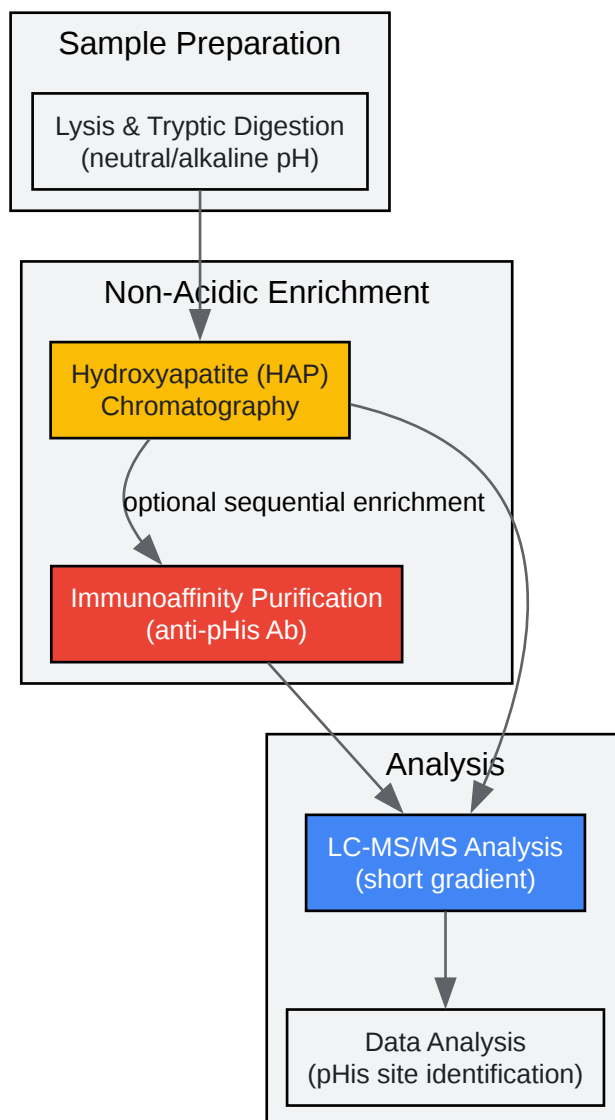 Sample Preparation
Lysis & Tryptic Digestion
(neutral/alkaline pH)
Non-Acidic Enrichment
Hydroxyapatite (HAP)
Chromatography
optional sequential enrichment
Immunoaffinity Purification
(anti-pHis Ab)
Analysis
LC-MS/MS Analysis
(short gradient)
Data Analysis
(pHis site identification)